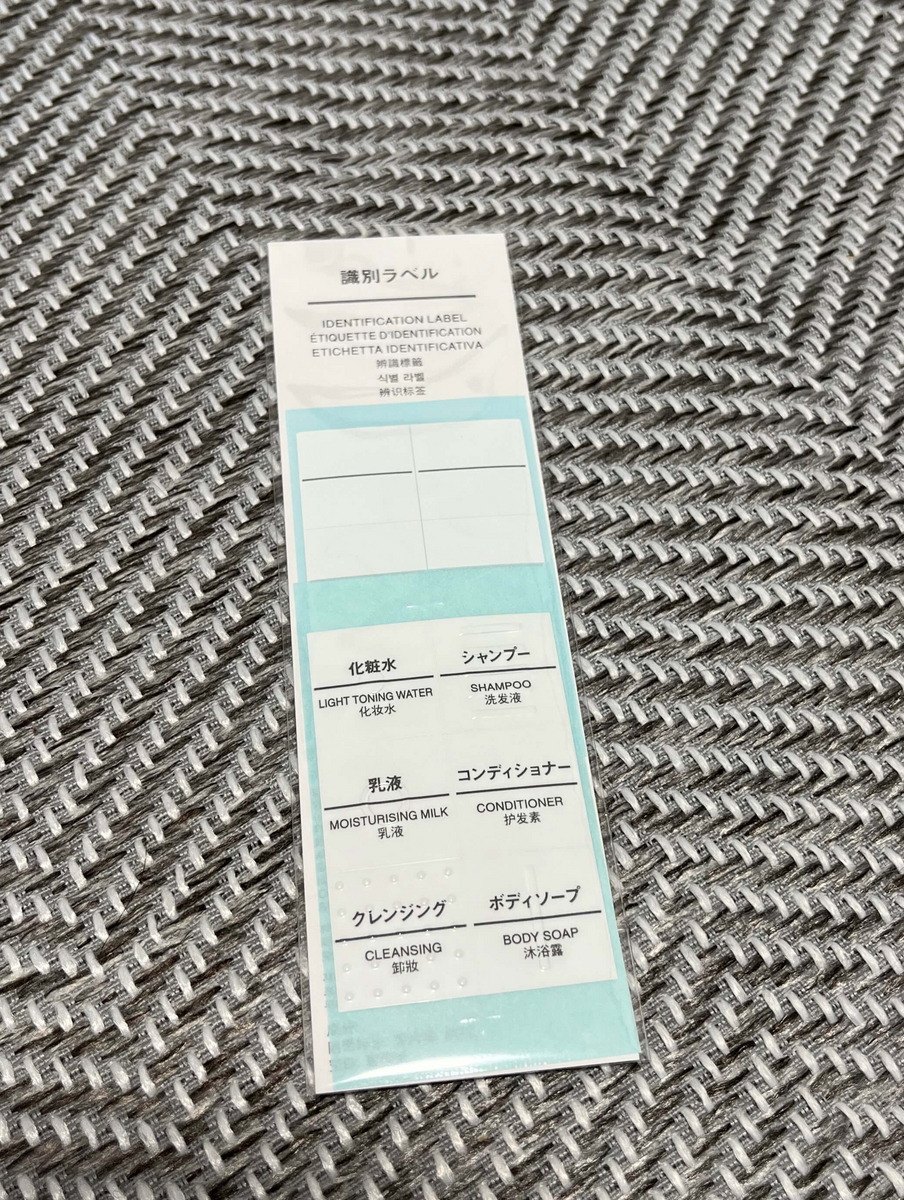 識別ラベル
IDENTIFICATION LABEL
ÉTIQUETTE D'IDENTIFICATION
ETICHETTA IDENTIFICATIVA
辨識標籤
식별 라벨
辨识标签
化粧水
LIGHT TONING WATER
化妆水
シャンプー
SHAMPOO
洗发液
乳液
MOISTURISING MILK
乳液
コンディショナー
CONDITIONER
护发素
クレンジング
CLEANSING
卸妝
ボディソープ
BODY SOAP
沐浴露